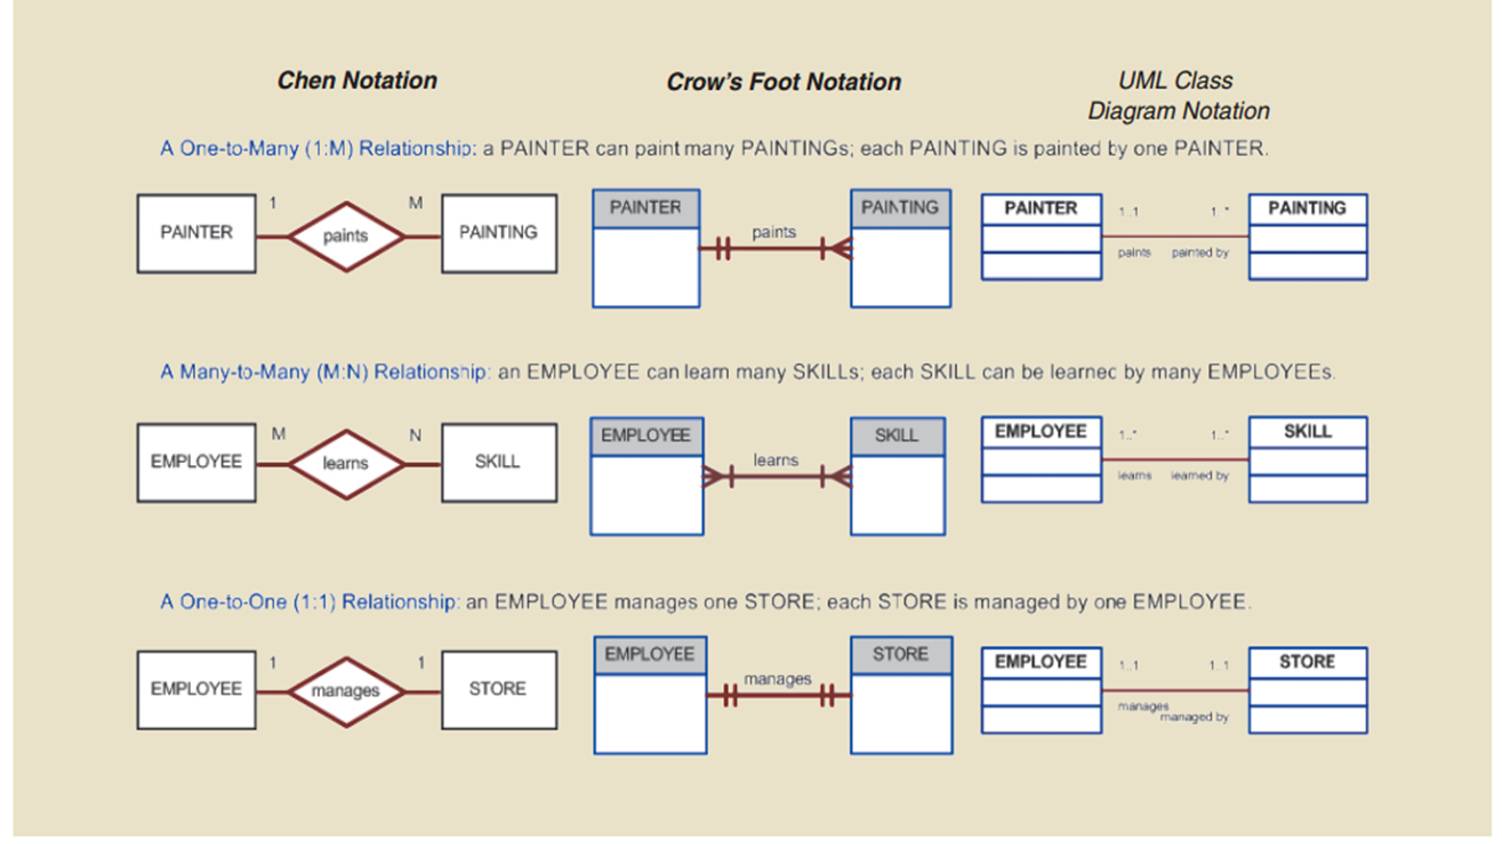 Chen Notation
Crow's Foot Notation
UML Class
Diagram Notation
A One-to-Many (1:M) Relationship: a PAINTER can paint many PAINTINGs; each PAINTING is painted by one PAINTER.
PAINTER
1
paints
M
PAINTING
PAINTER
paints
PAINTING
PAINTER
1..1
1..*
paints
painted by
PAINTING
A Many-to-Many (M:N) Relationship: an EMPLOYEE can learn many SKILLs; each SKILL can be learned by many EMPLOYEEs.
EMPLOYEE
M
learns
N
SKILL
EMPLOYEE
learns
SKILL
EMPLOYEE
1..*
1..*
learns
learned by
SKILL
A One-to-One (1:1) Relationship: an EMPLOYEE manages one STORE; each STORE is managed by one EMPLOYEE.
EMPLOYEE
1
manages
1
STORE
EMPLOYEE
manages
STORE
EMPLOYEE
1..1
1..1
manages
managed by
STORE